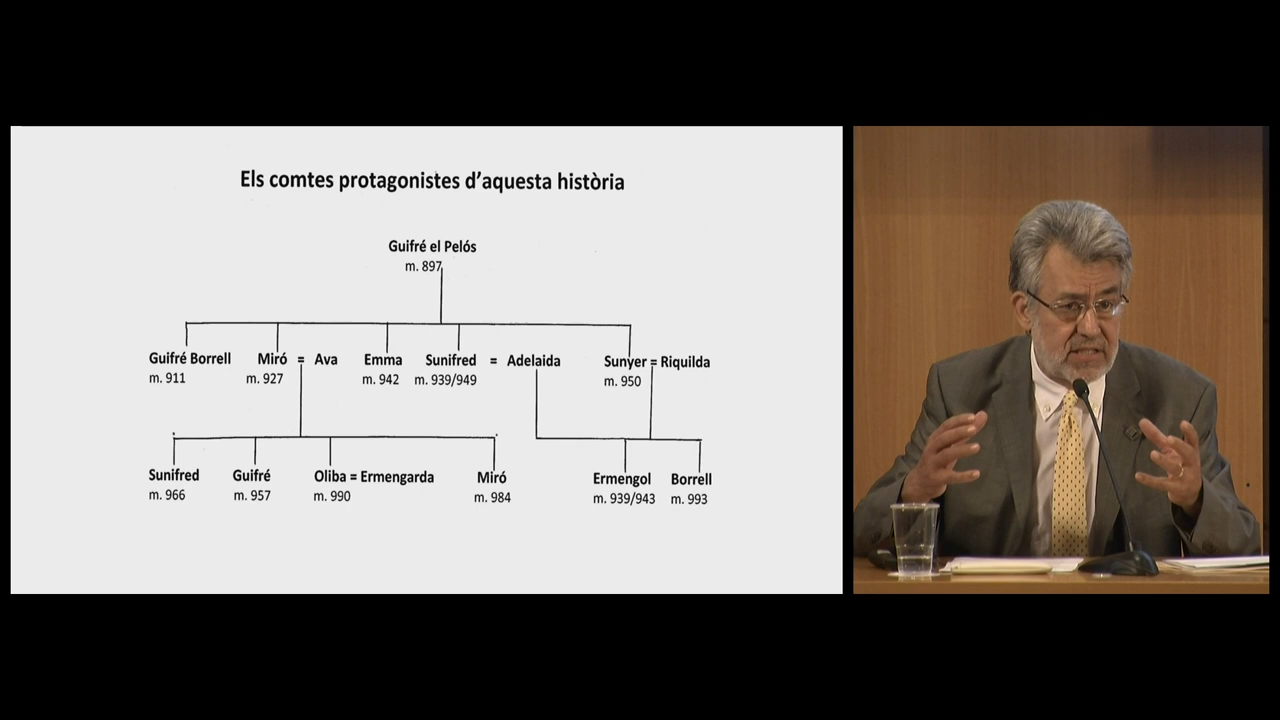 Els comtes protagonistes d'aquesta història
Guifré el Pelós
m. 897
Guifré Borrell Miró = Ava Emma Sunifred = Adelaida Sunyer = Riquilda
m. 911 m. 927 m. 942 m. 939/949 m. 950
Sunifred Guifré Oliba = Ermengarda Miró Ermengol Borrell
m. 966 m. 957 m. 990 m. 984 m. 939/943 m. 993